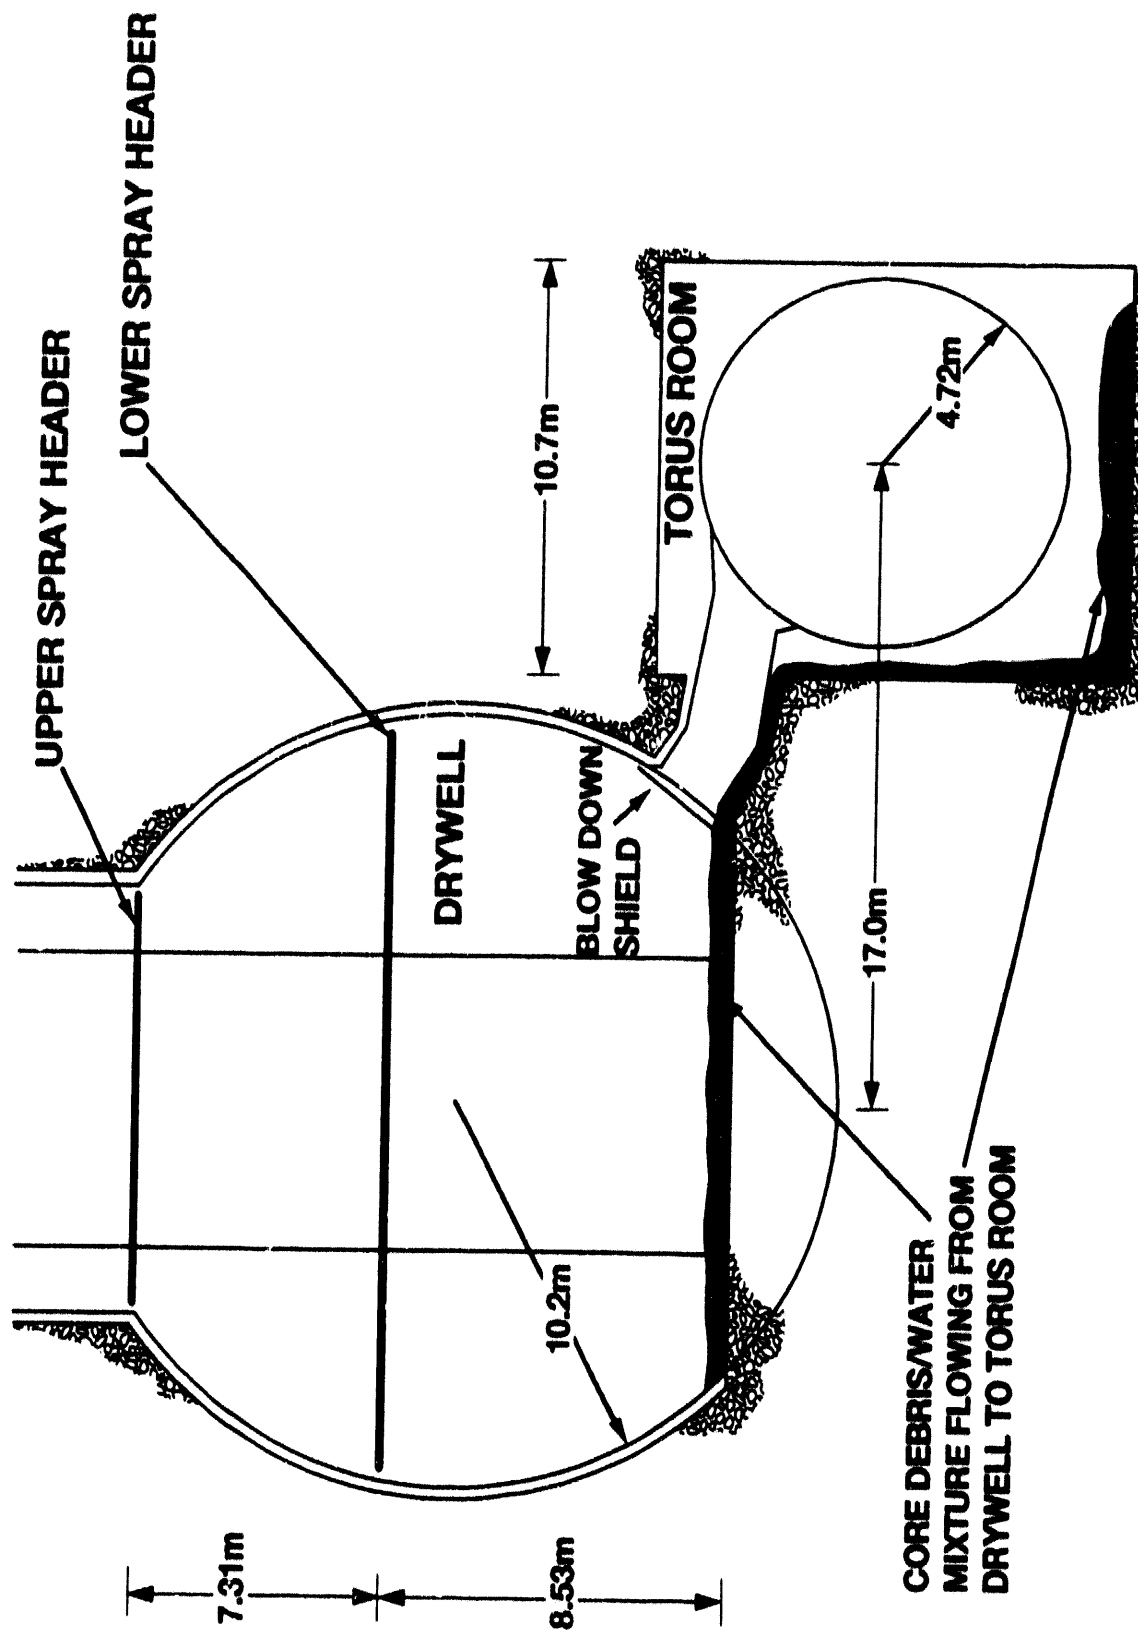 UPPER SPRAY HEADER
LOWER SPRAY HEADER
7.31m
8.53m
10.2m
DRYWELL
BLOW DOWN
SHIELD
10.7m
TORUS ROOM
4.72m
17.0m
CORE DEBRIS/WATER
MIXTURE FLOWING FROM
DRYWELL TO TORUS ROOM